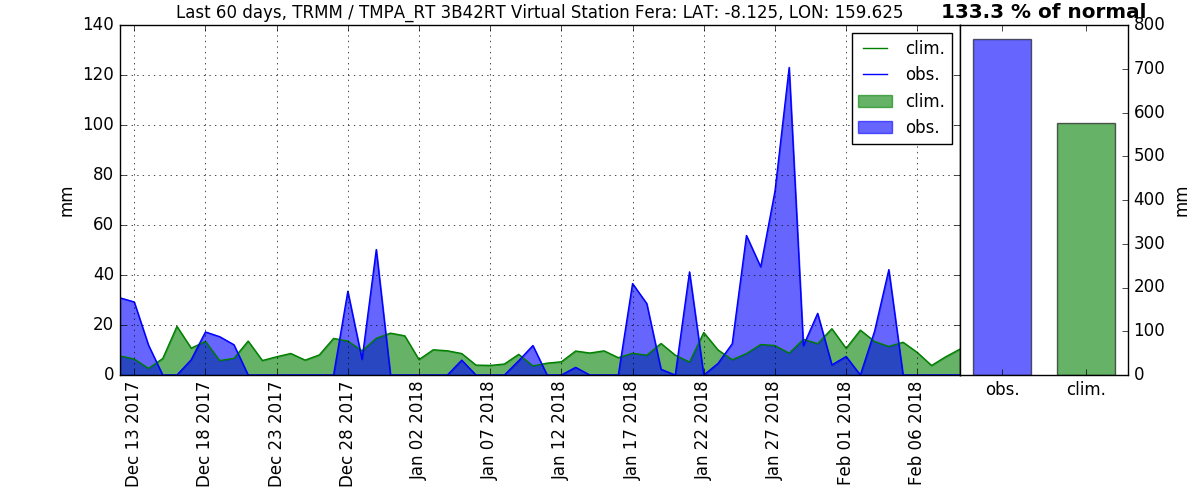 Last 60 days, TRMM / TMPA_RT 3B42RT Virtual Station Fera: LAT: -8.125, LON: 159.625
133.3 % of normal
140
120
100
80
60
40
20
0
mm
clim.
obs.
clim.
obs.
Dec 13 2017
Dec 18 2017
Dec 23 2017
Dec 28 2017
Jan 02 2018
Jan 07 2018
Jan 12 2018
Jan 17 2018
Jan 22 2018
Jan 27 2018
Feb 01 2018
Feb 06 2018
800
700
600
500
400
300
200
100
0
mm
obs.
clim.